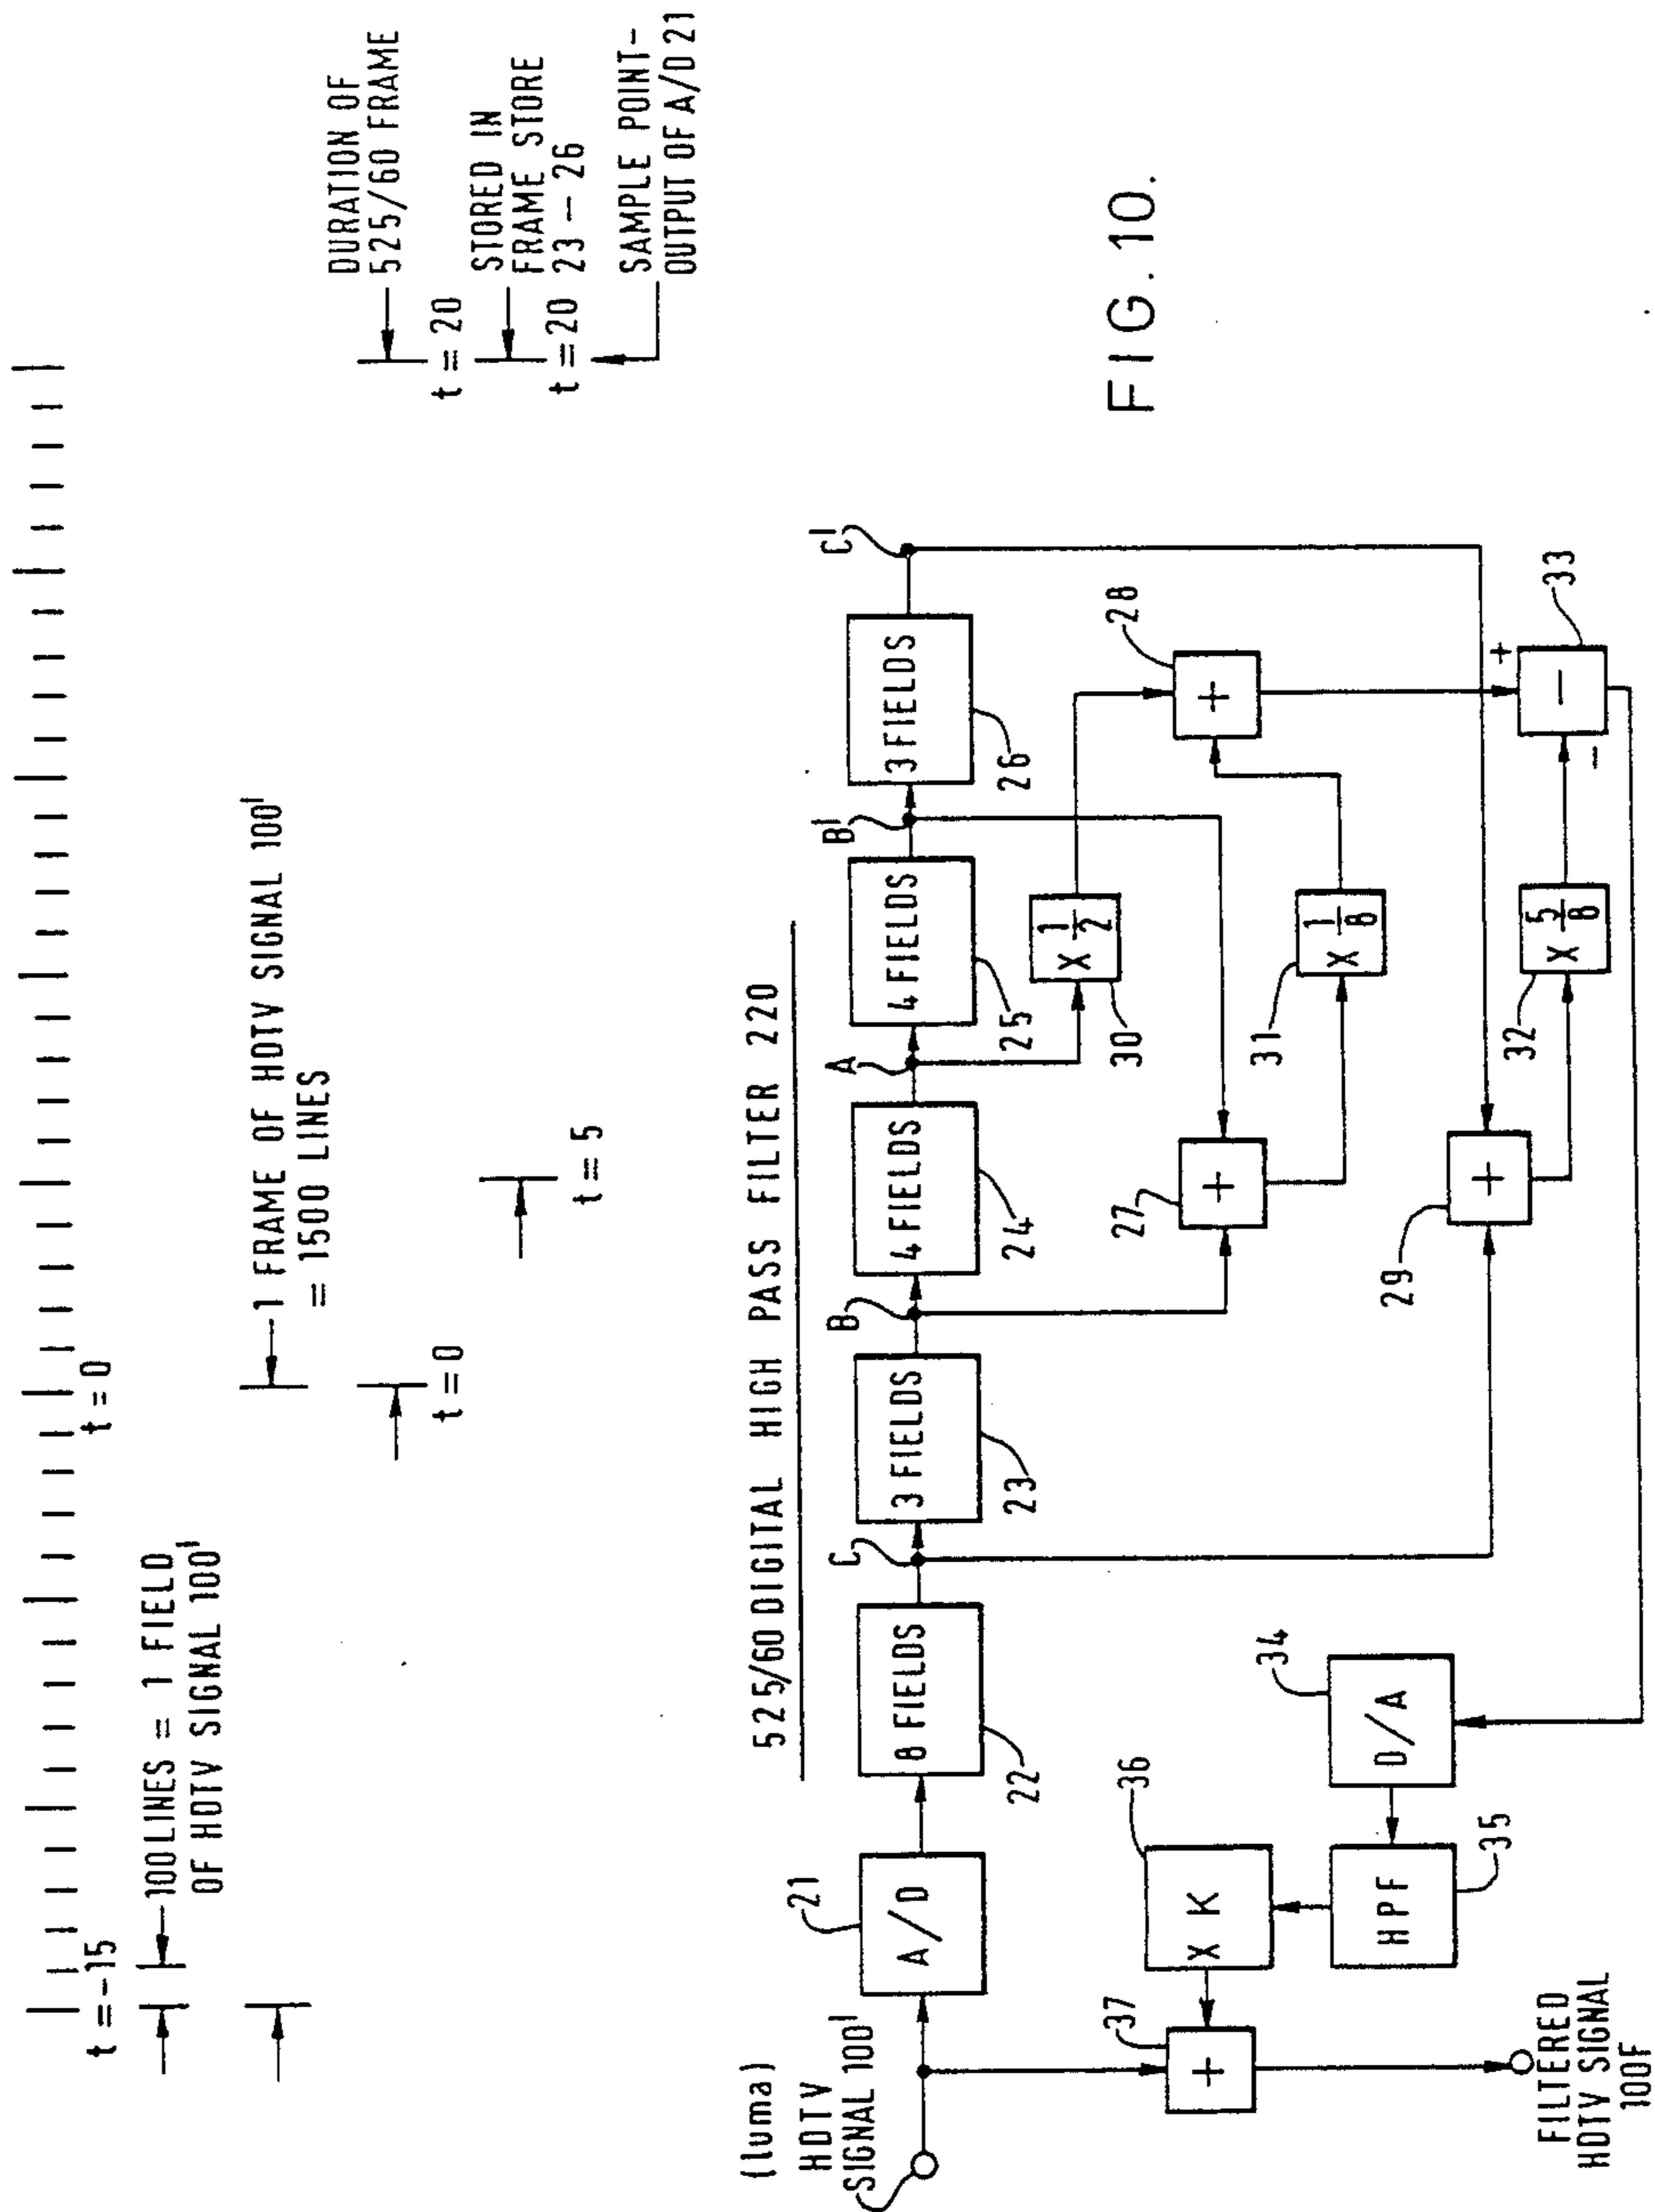 t = -15
t = 0
100 LINES = 1 FIELD
OF HDTV SIGNAL 100'
1 FRAME OF HDTV SIGNAL 100'
= 1500 LINES
t = 0
t = 5
DURATION OF
525/60 FRAME
t = 20
STORED IN
FRAME STORE
23 - 26
t = 20
SAMPLE POINT-
OUTPUT OF A/D 21
525/60 DIGITAL HIGH PASS FILTER 220
(luma)
HDTV
SIGNAL 100'
A/D
21
8 FIELDS
22
C
3 FIELDS
23
B
4 FIELDS
24
A
4 FIELDS
25
B'
3 FIELDS
26
C'
X 1/2
30
+
28
+
27
X 1/8
31
+
29
X 5/8
32
+
-
-
33
D/A
34
HPF
35
X K
36
+
37
FILTERED
HDTV SIGNAL
100F
FIG. 10.